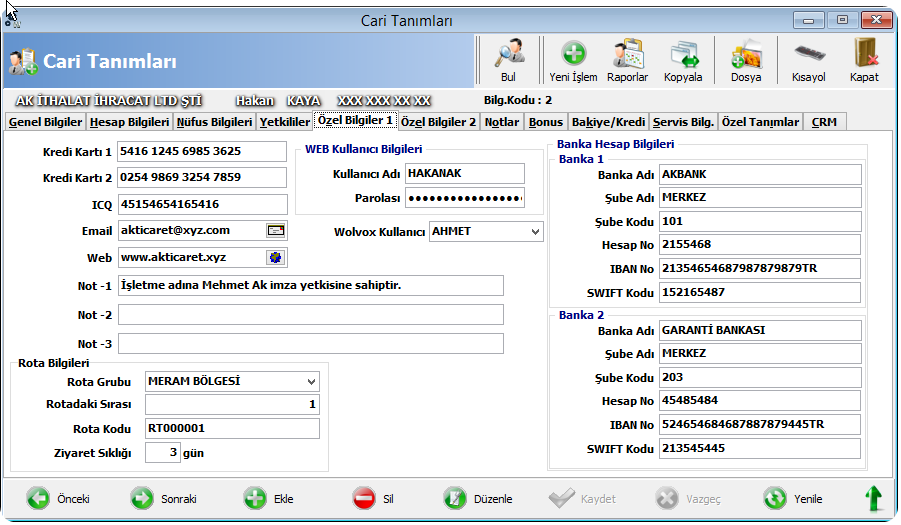 Cari Tanımları
Cari Tanımları
Bul
Yeni İşlem
Raporlar
Kopyala
Dosya
Kısayol
Kapat
AK İTHALAT İHRACAT LTD ŞTİ Hakan KAYA XXX XXX XX XX Bilg.Kodu : 2
Genel Bilgiler Hesap Bilgileri Nüfus Bilgileri Yetkililer Özel Bilgiler 1 Özel Bilgiler 2 Notlar Bonus Bakiye/Kredi Servis Bilg. Özel Tanımlar CRM
Kredi Kartı 1 5416 1245 6985 3625
Kredi Kartı 2 0254 9869 3254 7859
ICQ 45154654165416
Email akticaret@xyz.com
Web www.akticaret.xyz
Not -1 İşletme adına Mehmet Ak imza yetkisine sahiptir.
Not -2
Not -3
WEB Kullanıcı Bilgileri
Kullanıcı Adı HAKANAK
Parolası ●●●●●●●●●●●●●●●●
Wolvox Kullanıcı AHMET
Rota Bilgileri
Rota Grubu MERAM BÖLGESİ
Rotadaki Sırası 1
Rota Kodu RT000001
Ziyaret Sıklığı 3 gün
Banka Hesap Bilgileri
Banka 1
Banka Adı AKBANK
Şube Adı MERKEZ
Şube Kodu 101
Hesap No 2155468
IBAN No 21354654687987879879TR
SWIFT Kodu 152165487
Banka 2
Banka Adı GARANTİ BANKASI
Şube Adı MERKEZ
Şube Kodu 203
Hesap No 45485484
IBAN No 524654684687887879445TR
SWIFT Kodu 213545445
Önceki
Sonraki
Ekle
Sil
Düzenle
Kaydet
Vazgeç
Yenile